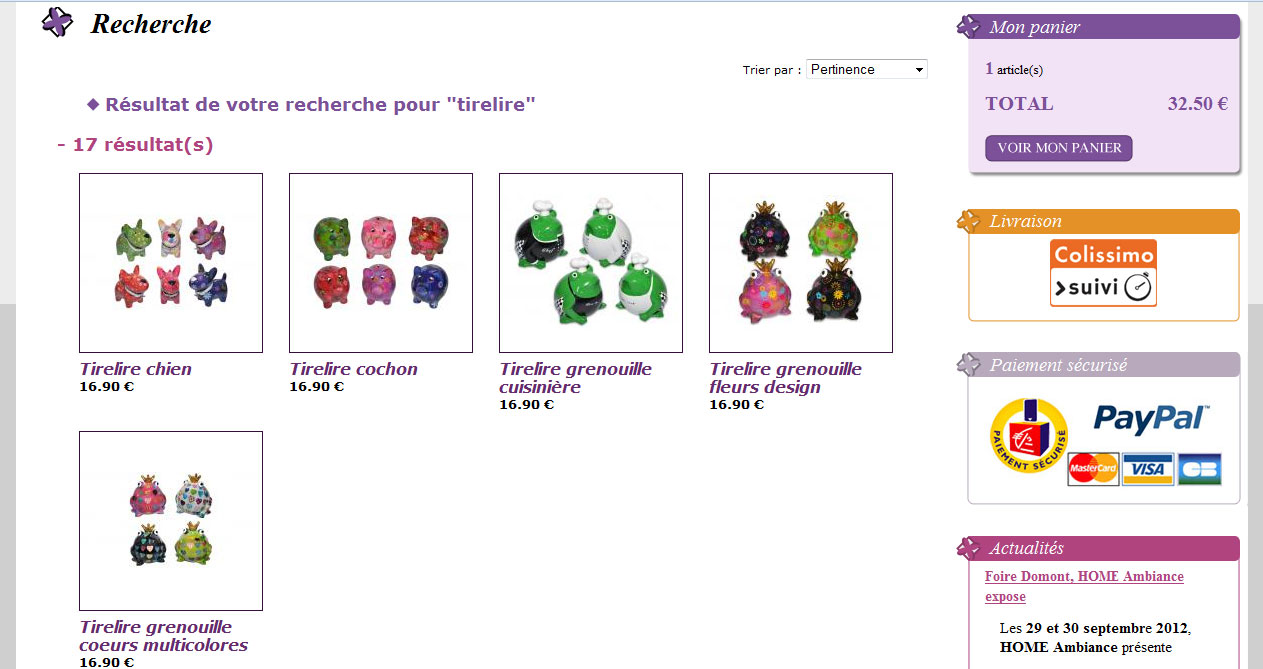 Recherche
Trier par : Pertinence
Résultat de votre recherche pour "tirelire"
- 17 résultat(s)
Tirelire chien
16.90 €
Tirelire cochon
16.90 €
Tirelire grenouille
cuisinière
16.90 €
Tirelire grenouille
fleurs design
16.90 €
Tirelire grenouille
coeurs multicolores
16.90 €
Mon panier
1 article(s)
TOTAL 32.50 €
VOIR MON PANIER
Livraison
Colissimo
suivi
Paiement sécurisé
PAIEMENT SÉCURISÉ
PayPal™
MasterCard VISA CB
Actualités
Foire Domont, HOME Ambiance
expose
Les 29 et 30 septembre 2012,
HOME Ambiance présente